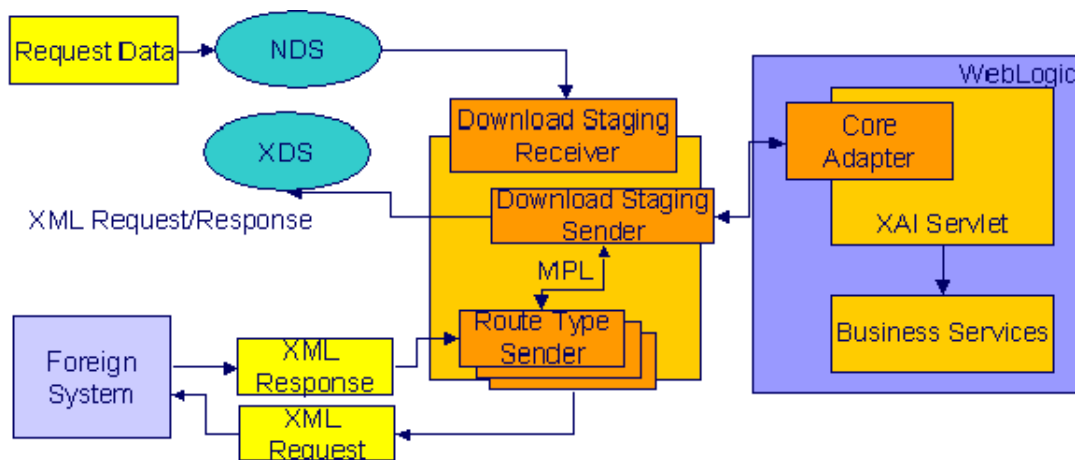 Request Data
NDS
WebLogic
Download Staging
Receiver
Core
Adapter
XDS
XML Request/Response
Download Staging
Sender
XAI Servlet
MPL
Route Type
Sender
Business Services
Foreign
System
XML
Response
XML
Request